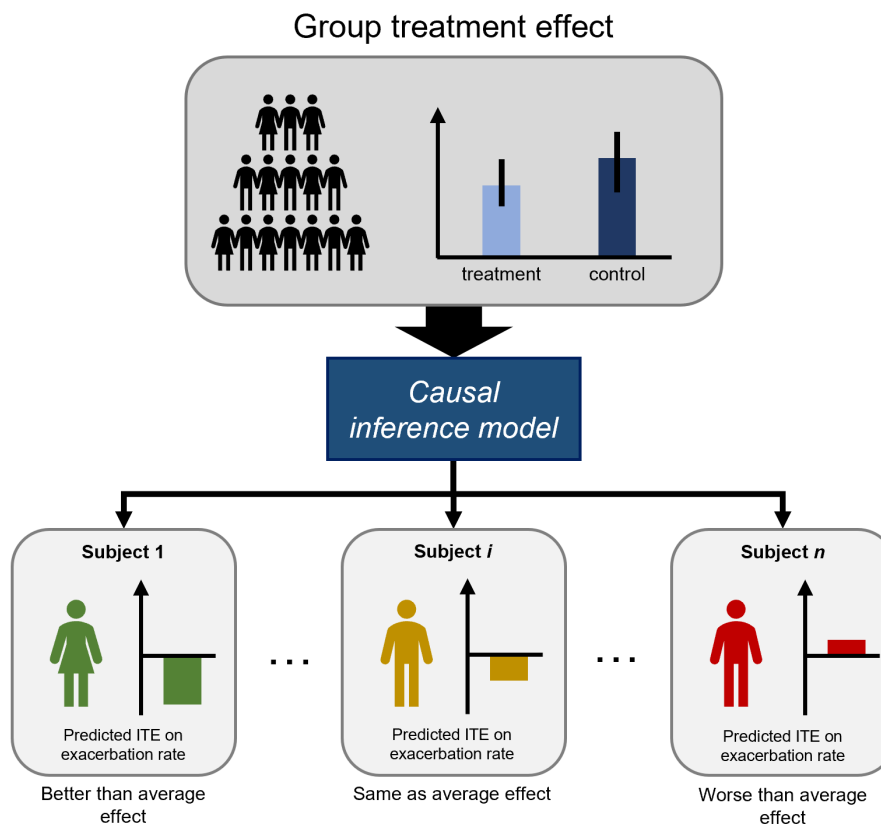 Group treatment effect
treatment
control
Causal
inference model
Subject 1
Predicted ITE on
exacerbation rate
Better than average
effect
...
Subject i
Predicted ITE on
exacerbation rate
Same as average effect
...
Subject n
Predicted ITE on
exacerbation rate
Worse than average
effect